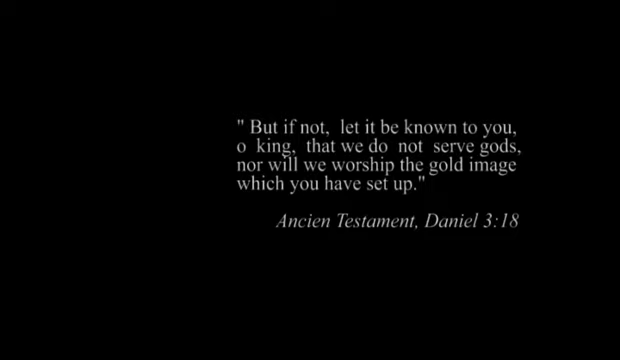 " But if not, let it be known to you,
o king, that we do not serve gods,
nor will we worship the gold image
which you have set up."
Ancien Testament, Daniel 3:18